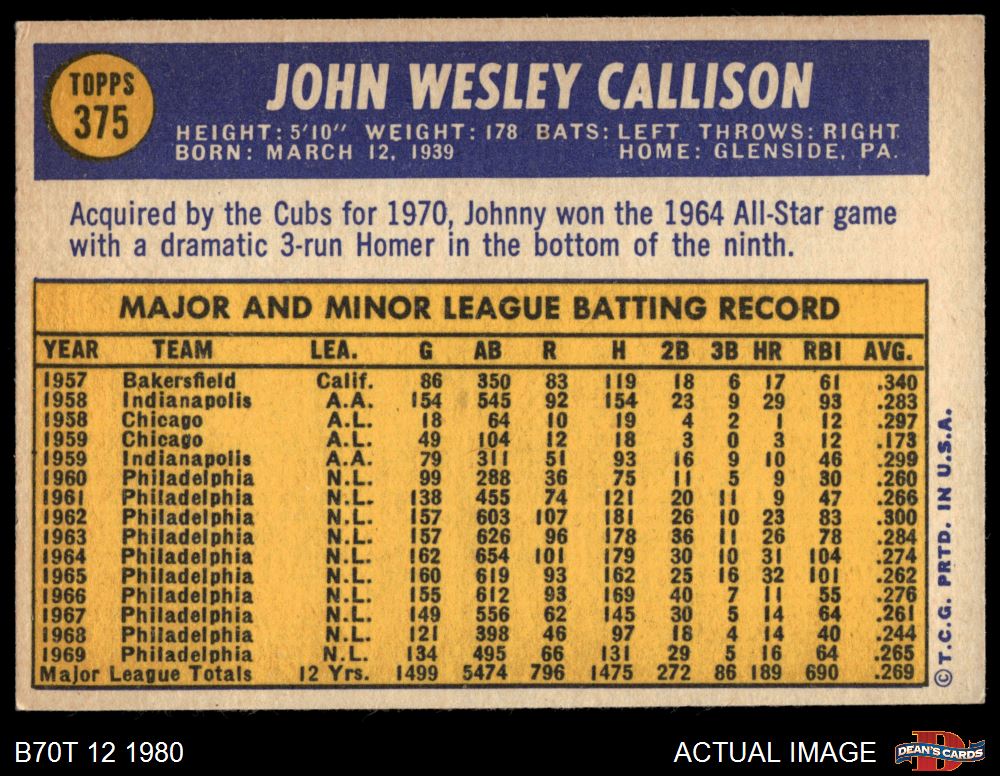 TOPPS
375
JOHN WESLEY CALLISON
HEIGHT: 5'10" WEIGHT: 178 BATS: LEFT THROWS: RIGHT
BORN: MARCH 12, 1939 HOME: GLENSIDE, PA.
Acquired by the Cubs for 1970, Johnny won the 1964 All-Star game
with a dramatic 3-run Homer in the bottom of the ninth.
MAJOR AND MINOR LEAGUE BATTING RECORD
YEAR TEAM LEA. G AB R H 2B 3B HR RBI AVG.
1957 Bakersfield Calif. 86 350 83 119 18 6 17 61 .340
1958 Indianapolis A.A. 154 545 92 154 23 9 29 93 .283
1958 Chicago A.L. 18 64 10 19 4 2 1 12 .297
1959 Chicago A.L. 49 104 12 18 3 0 3 12 .173
1959 Indianapolis A.A. 79 311 51 93 16 9 10 46 .299
1960 Philadelphia N.L. 99 288 36 75 11 5 9 30 .260
1961 Philadelphia N.L. 138 455 74 121 20 11 9 47 .266
1962 Philadelphia N.L. 157 603 107 181 26 10 23 83 .300
1963 Philadelphia N.L. 157 626 96 178 36 11 26 78 .284
1964 Philadelphia N.L. 162 654 101 179 30 10 31 104 .274
1965 Philadelphia N.L. 160 619 93 162 25 16 32 101 .262
1966 Philadelphia N.L. 155 612 93 169 40 7 11 55 .276
1967 Philadelphia N.L. 149 556 62 145 30 5 14 64 .261
1968 Philadelphia N.L. 121 398 46 97 18 4 14 40 .244
1969 Philadelphia N.L. 134 495 66 131 29 5 16 64 .265
Major League Totals 12 Yrs. 1499 5474 796 1475 272 86 189 690 .269
© T.C.G. PRTD. IN U.S.A.
B70T 12 1980
ACTUAL IMAGE
DEAN'S CARDS